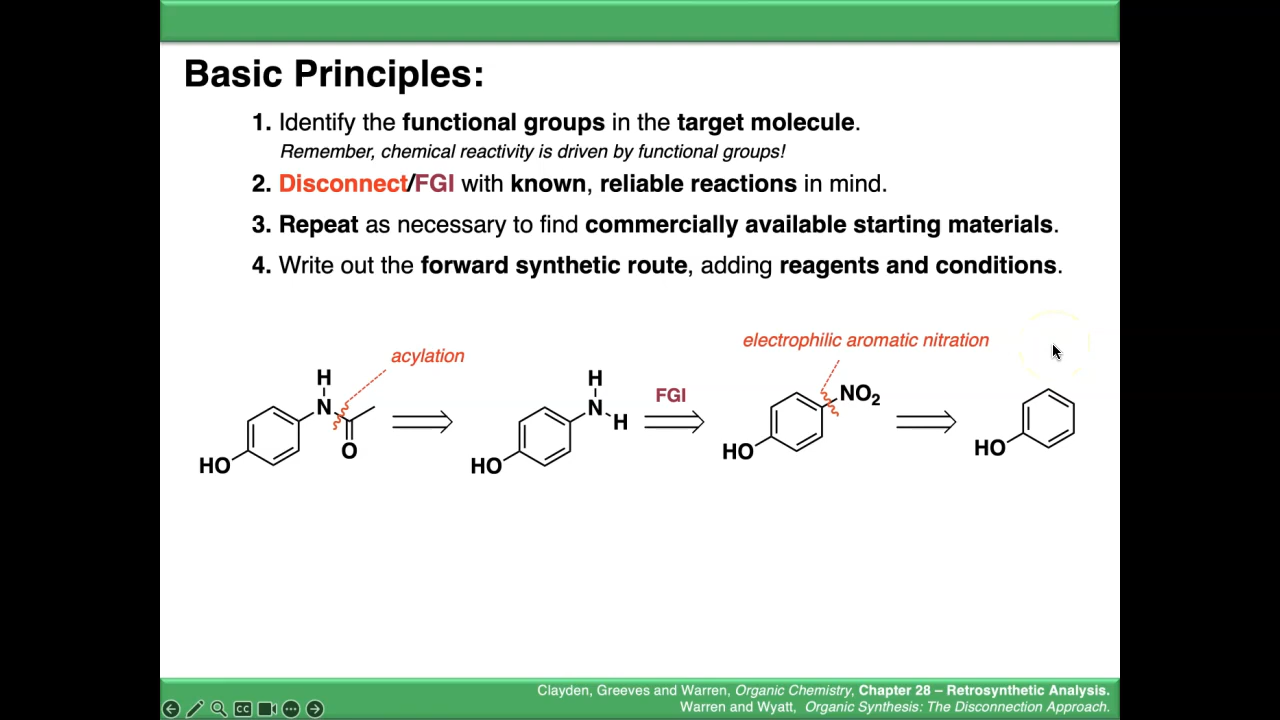 Basic Principles:
1. Identify the functional groups in the target molecule.
Remember, chemical reactivity is driven by functional groups!
2. Disconnect/FGI with known, reliable reactions in mind.
3. Repeat as necessary to find commercially available starting materials.
4. Write out the forward synthetic route, adding reagents and conditions.
electrophilic aromatic nitration
acylation
H
N
O
HO
H
N
H
HO
FGI
NO₂
HO
HO
Clayden, Greeves and Warren, Organic Chemistry, Chapter 28 – Retrosynthetic Analysis.
Warren and Wyatt, Organic Synthesis: The Disconnection Approach.
CC